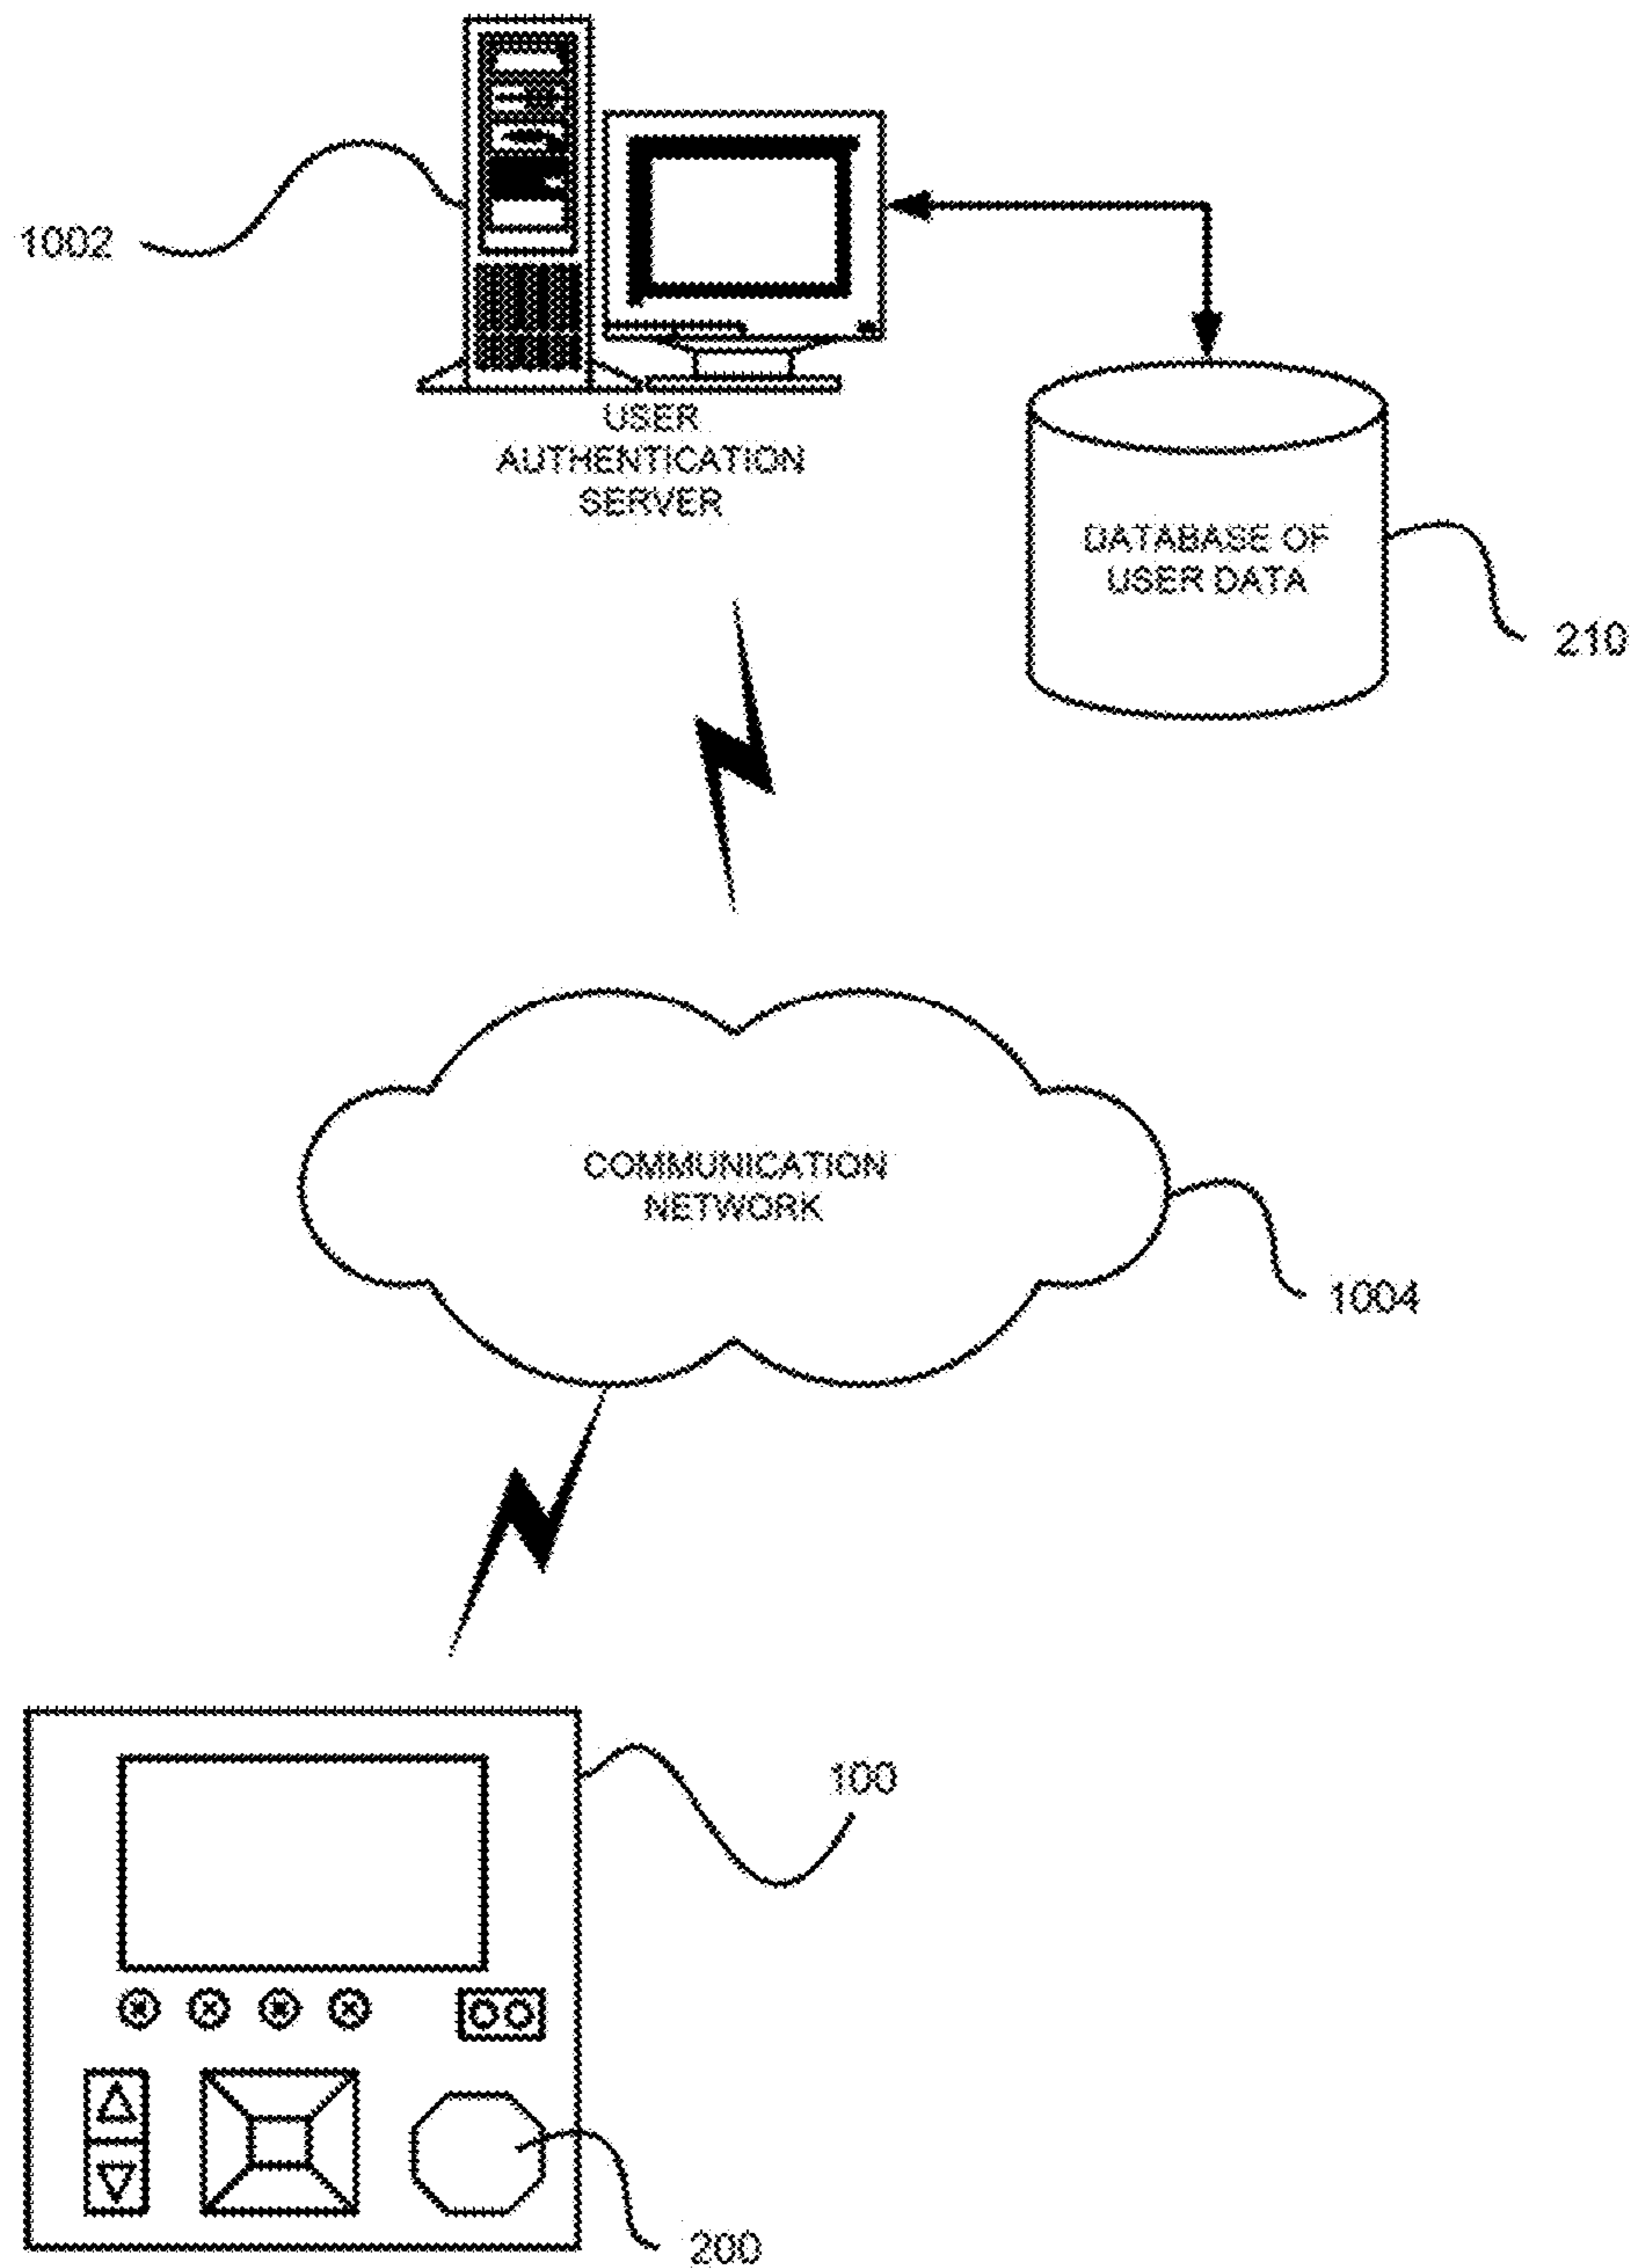 1002
USER
AUTHENTICATION
SERVER
DATABASE OF
USER DATA
210
COMMUNICATION
NETWORK
1004
100
200